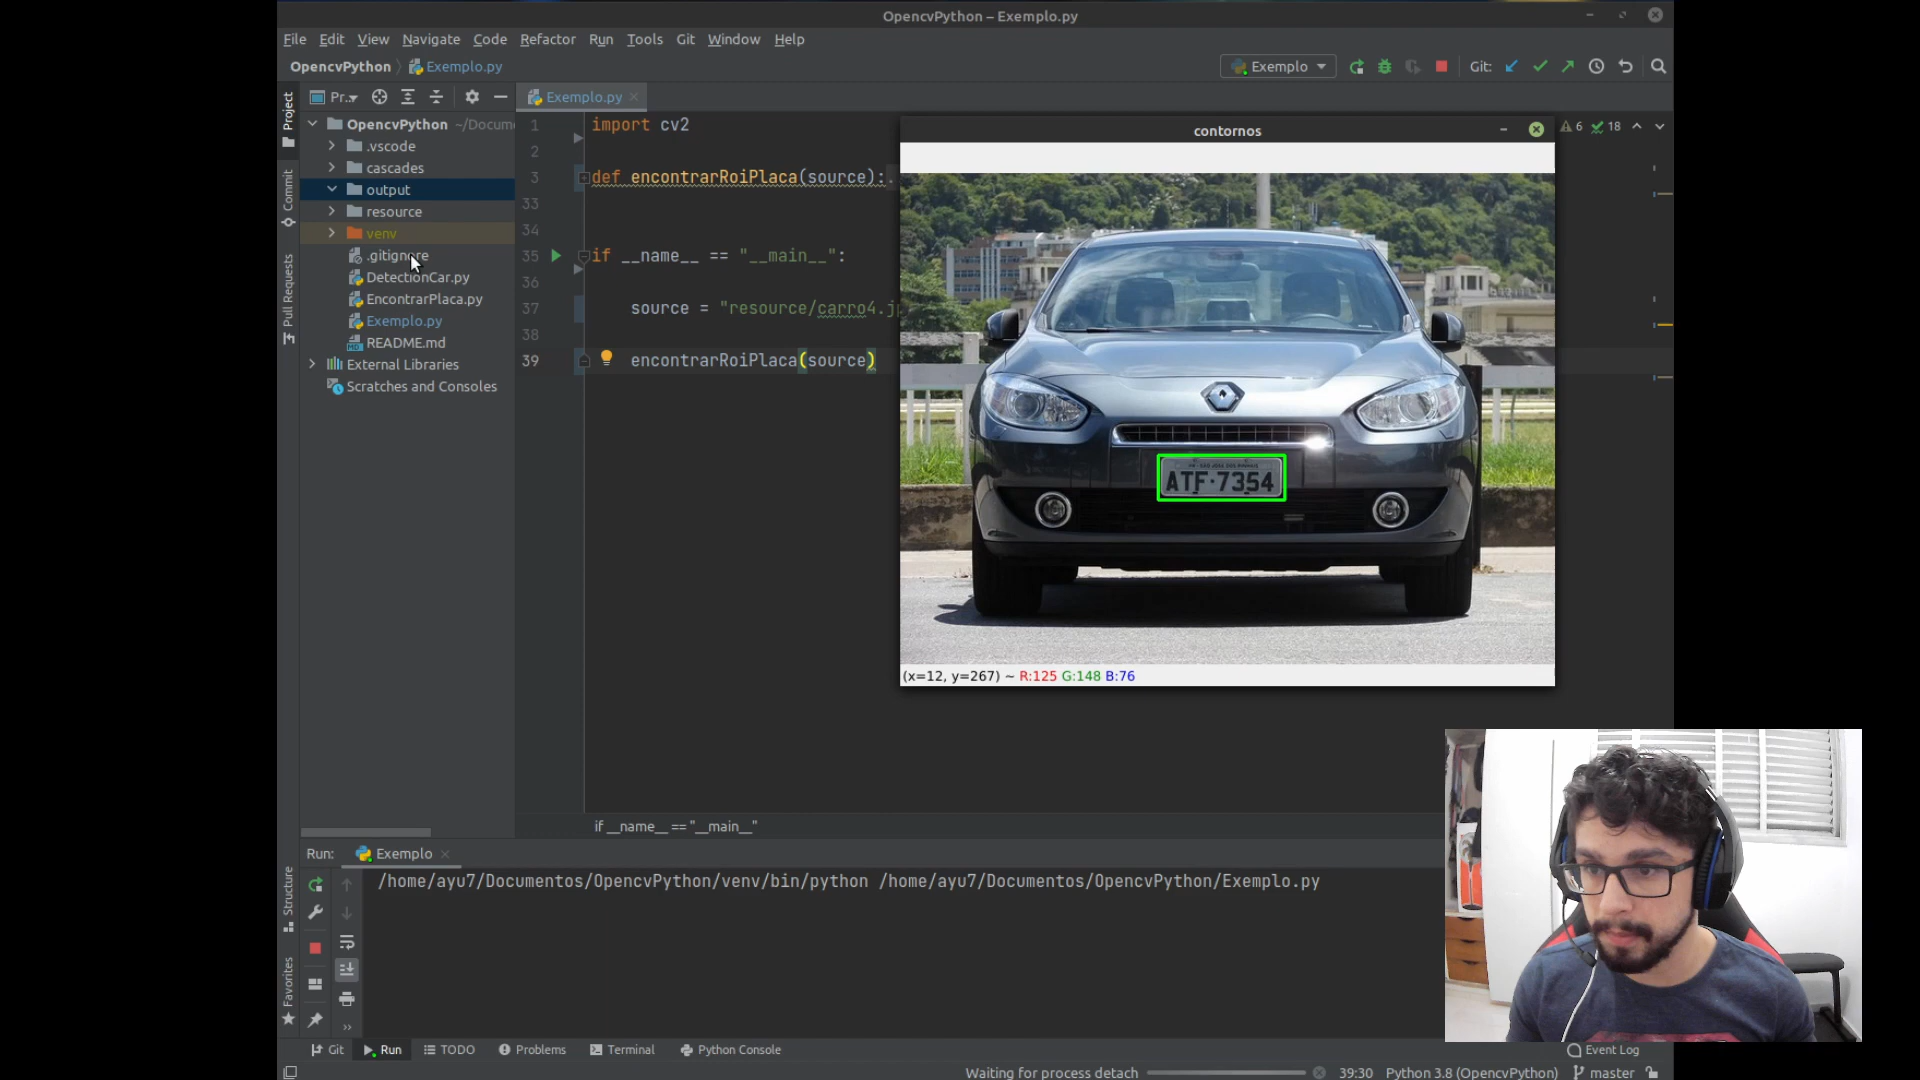 OpencvPython – Exemplo.py
File Edit View Navigate Code Refactor Run Tools Git Window Help
OpencvPython Exemplo.py
Exemplo
Git:
Project
Pr..
Exemplo.py
OpencvPython ~/Docum
.vscode
cascades
output
resource
venv
.gitignore
DetectionCar.py
EncontrarPlaca.py
Exemplo.py
README.md
External Libraries
Scratches and Consoles
Commit
Pull Requests
1 import cv2
2
3 def encontrarRoiPlaca(source):.
33
34
35 if __name__ == "__main__":
36
37 source = "resource/carro4.j
38
39 encontrarRoiPlaca(source)
6 18
contornos
ATF·7354
(x=12, y=267) ~ R:125 G:148 B:76
if __name__ == "__main__"
Run: Exemplo
/home/ayu7/Documentos/OpencvPython/venv/bin/python /home/ayu7/Documentos/OpencvPython/Exemplo.py
Structure
Favorites
Git Run TODO Problems Terminal Python Console Event Log
Waiting for process detach 39:30 Python 3.8 (OpencvPython) master